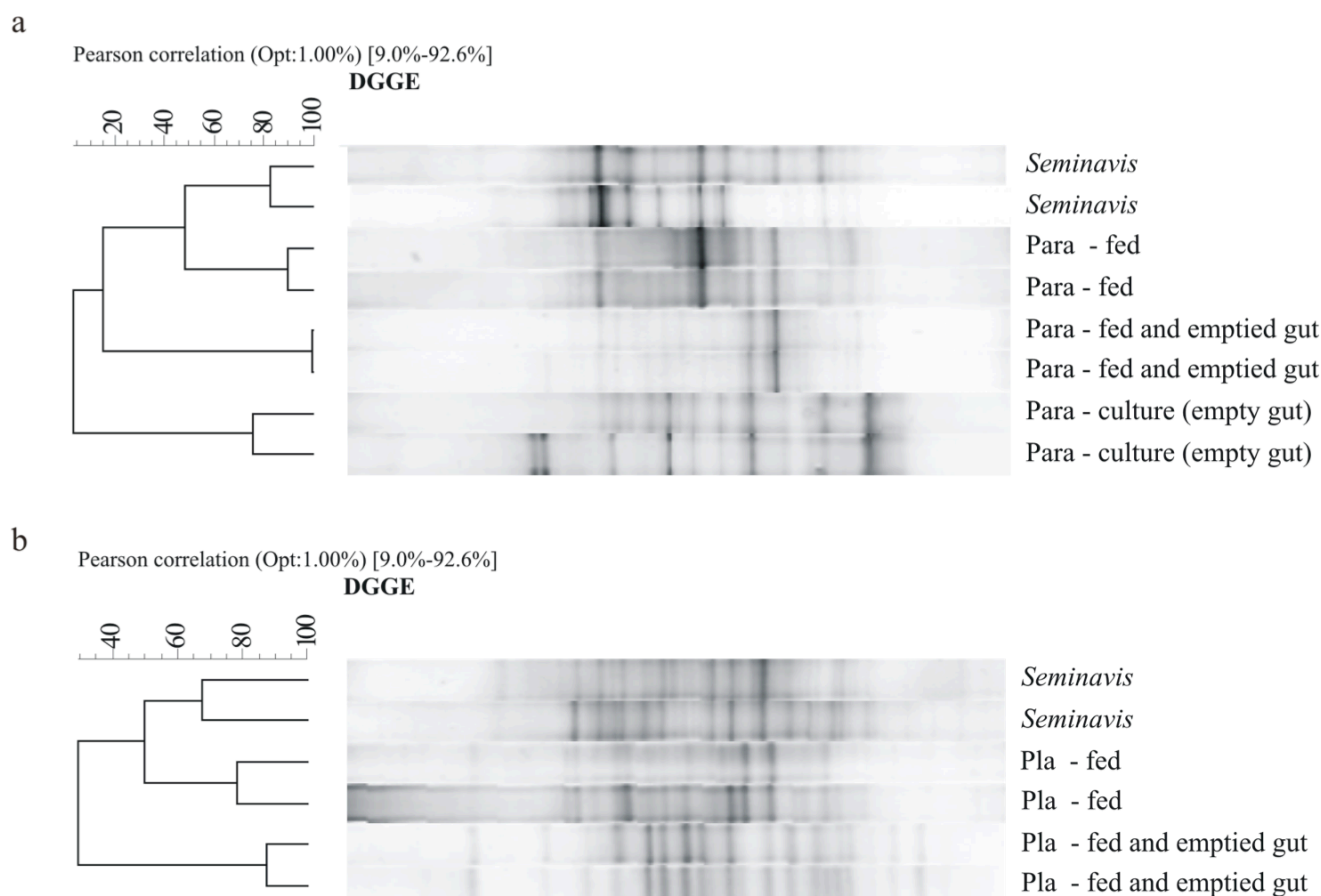 a
Pearson correlation (Opt:1.00%) [9.0%-92.6%]
DGGE
20 40 60 80 100
Seminavis
Seminavis
Para - fed
Para - fed
Para - fed and emptied gut
Para - fed and emptied gut
Para - culture (empty gut)
Para - culture (empty gut)
b
Pearson correlation (Opt:1.00%) [9.0%-92.6%]
DGGE
40 60 80 100
Seminavis
Seminavis
Pla - fed
Pla - fed
Pla - fed and emptied gut
Pla - fed and emptied gut